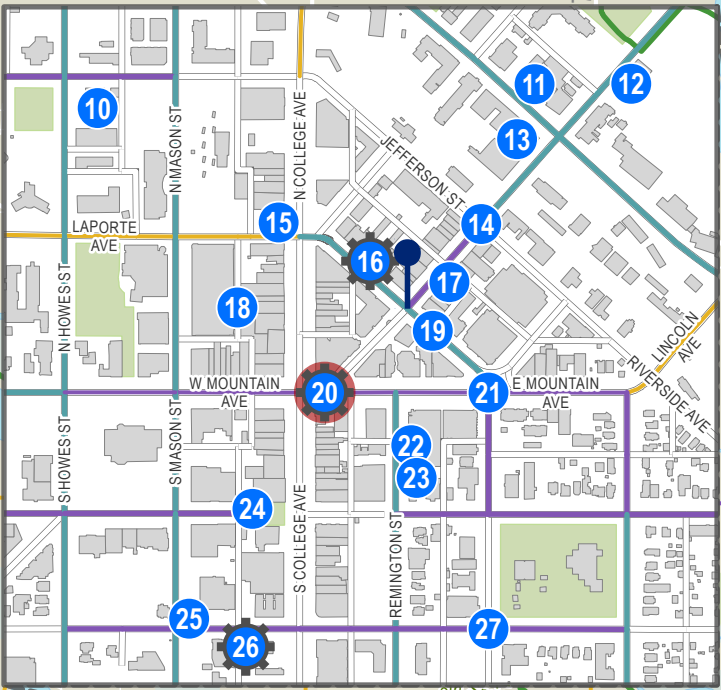 11
12
10
N MASON ST
N COLLEGE AVE
13
JEFFERSON ST
15
14
LAPORTE
AVE
16
17
N HOWES ST
18
19
LINCOLN
AVE
RIVERSIDE AVE
W MOUNTAIN
AVE
20
21
E MOUNTAIN
AVE
S HOWES ST
S MASON ST
22
23
24
S COLLEGE AVE
REMINGTON ST
25
26
27